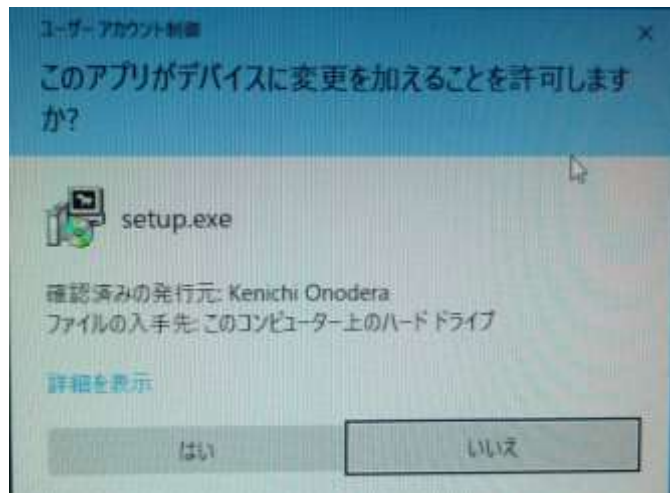 ユーザー アカウント制御
このアプリがデバイスに変更を加えることを許可します
か?
setup.exe
確認済みの発行元: Kenichi Onodera
ファイルの入手先: このコンピューター上のハード ドライブ
詳細を表示
はい
いいえ